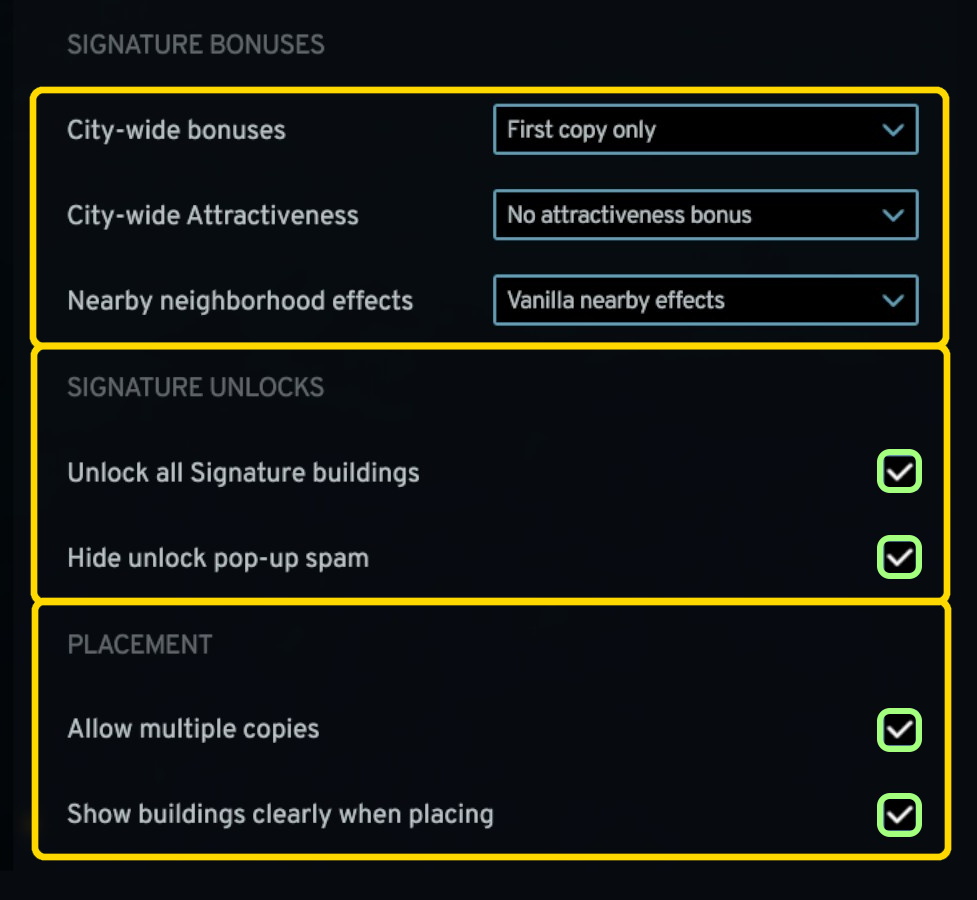 SIGNATURE BONUSES
City-wide bonuses First copy only
City-wide Attractiveness No attractiveness bonus
Nearby neighborhood effects Vanilla nearby effects
SIGNATURE UNLOCKS
Unlock all Signature buildings
Hide unlock pop-up spam
PLACEMENT
Allow multiple copies
Show buildings clearly when placing